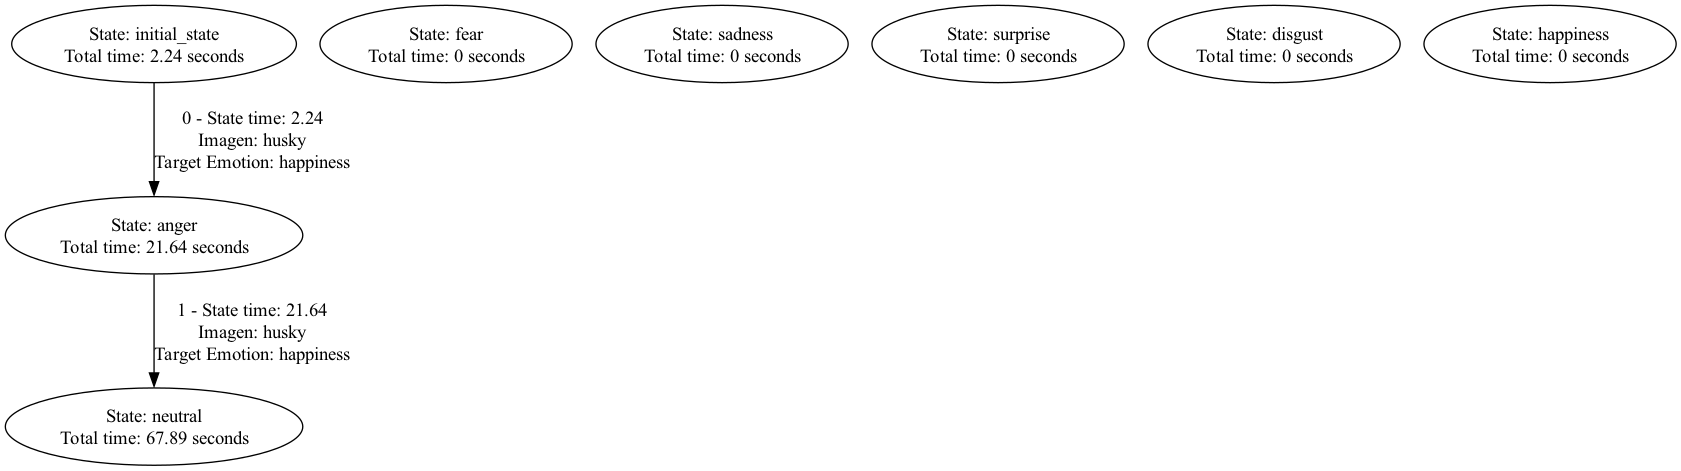 State: initial_state
Total time: 2.24 seconds
State: fear
Total time: 0 seconds
State: sadness
Total time: 0 seconds
State: surprise
Total time: 0 seconds
State: disgust
Total time: 0 seconds
State: happiness
Total time: 0 seconds
0 - State time: 2.24
Imagen: husky
Target Emotion: happiness
State: anger
Total time: 21.64 seconds
1 - State time: 21.64
Imagen: husky
Target Emotion: happiness
State: neutral
Total time: 67.89 seconds